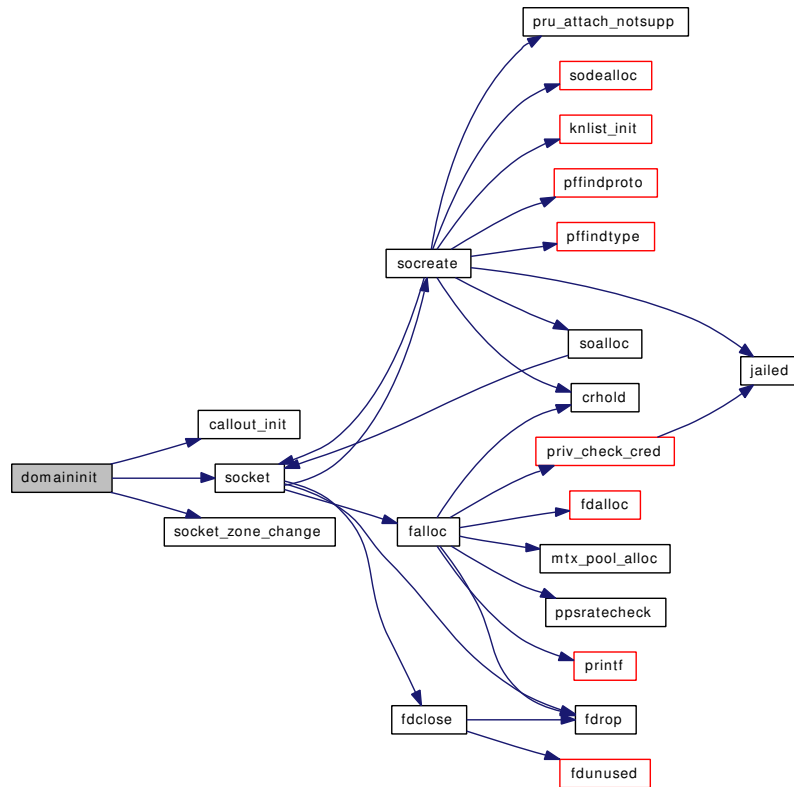 pru_attach_notsupp
sodealloc
knlist_init
pffindproto
pffindtype
socreate
soalloc
jailed
crhold
callout_init
priv_check_cred
domaininit
socket
fdalloc
socket_zone_change
falloc
mtx_pool_alloc
ppsratecheck
printf
fdclose
fdrop
fdunused